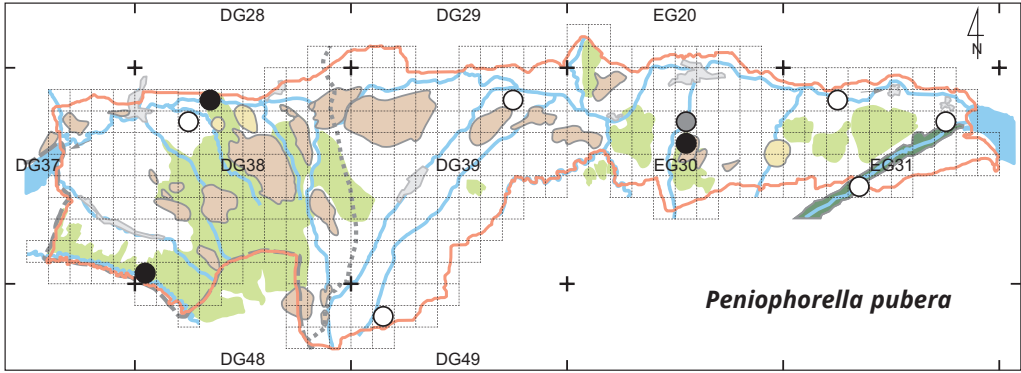 DG28 DG29 EG20
N
DG37 DG38 DG39 EG30 EG31
Peniophorella pubera
DG48 DG49